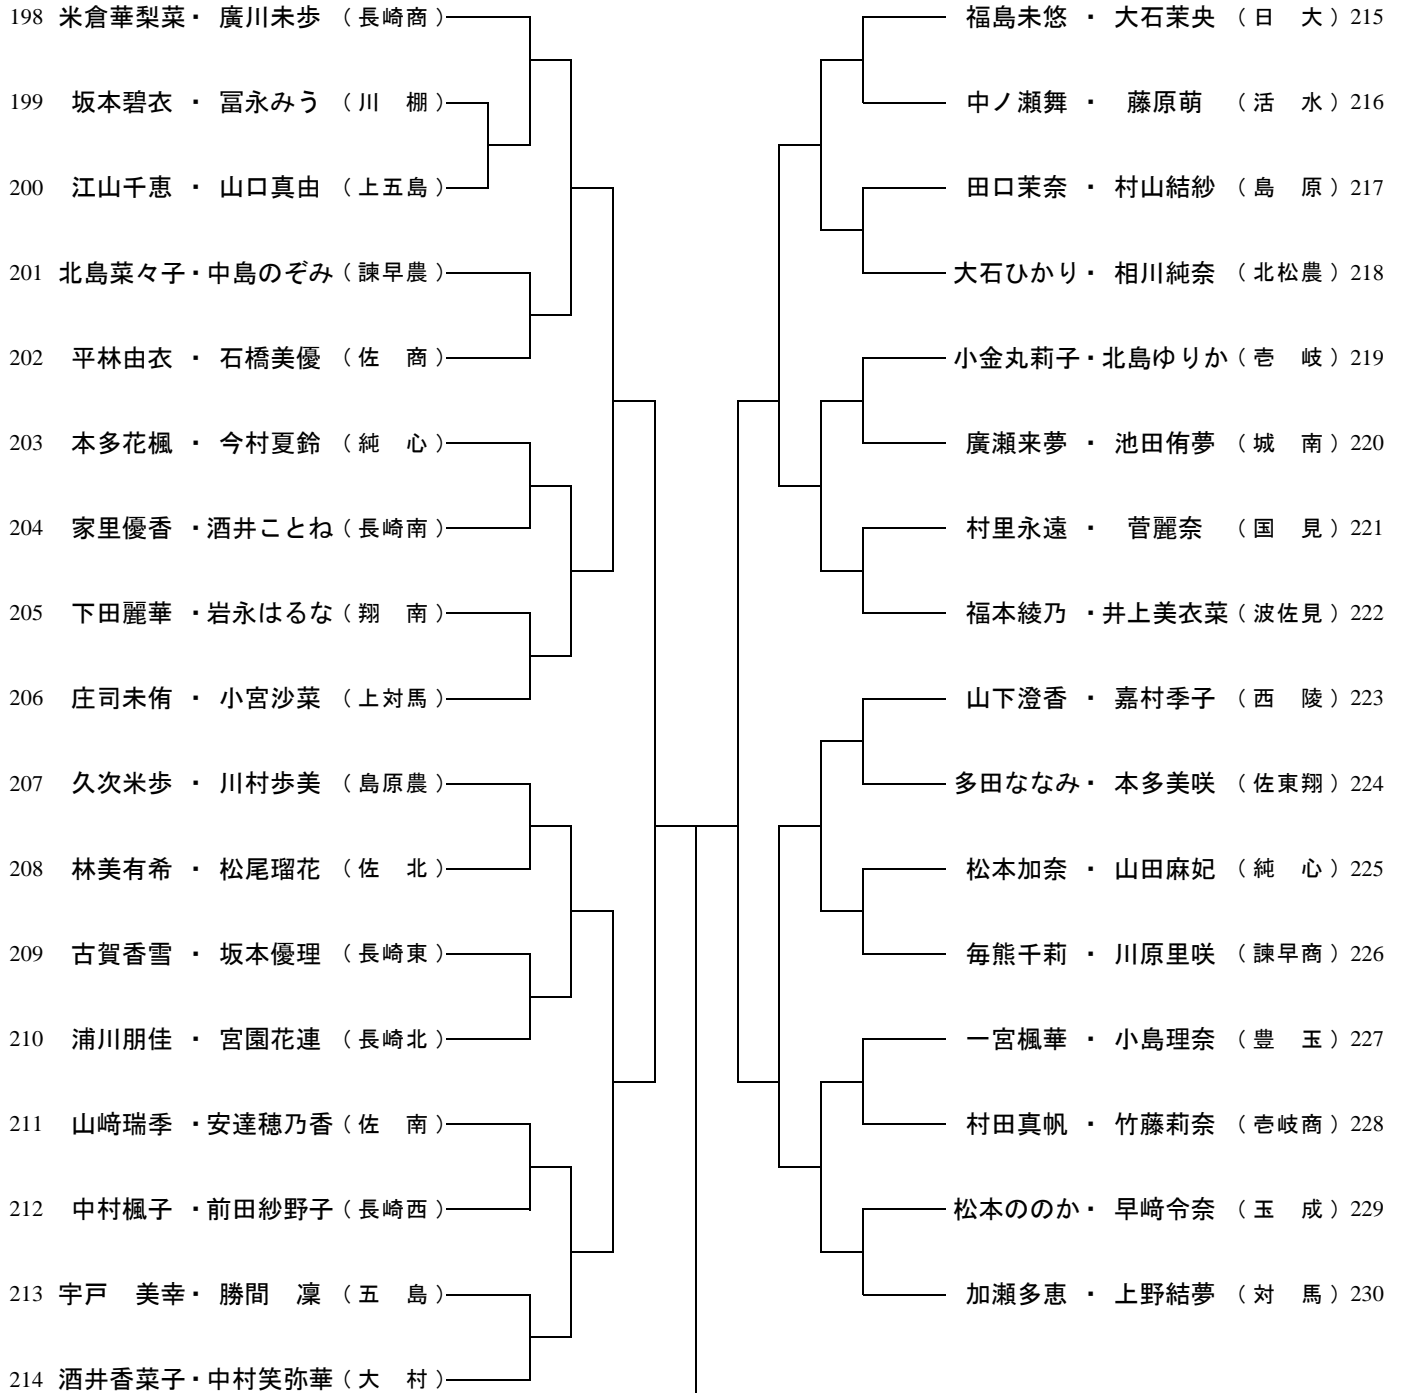 198 米倉華梨菜・ 廣川未歩 （長崎商）
199 坂本碧衣 ・ 冨永みう （川　棚）
200 江山千恵 ・ 山口真由 （上五島）
201 北島菜々子・中島のぞみ（諫早農）
202 平林由衣 ・ 石橋美優 （佐　商）
203 本多花楓 ・ 今村夏鈴 （純　心）
204 家里優香 ・酒井ことね（長崎南）
205 下田麗華 ・岩永はるな（翔　南）
206 庄司未侑 ・ 小宮沙菜 （上対馬）
207 久次米歩 ・ 川村歩美 （島原農）
208 林美有希 ・ 松尾瑠花 （佐　北）
209 古賀香雪 ・ 坂本優理 （長崎東）
210 浦川朋佳 ・ 宮園花連 （長崎北）
211 山﨑瑞季 ・安達穂乃香（佐　南）
212 中村楓子 ・前田紗野子（長崎西）
213 宇戸　美幸・ 勝間　凜 （五　島）
214 酒井香菜子・中村笑弥華（大　村）
福島未悠 ・ 大石茉央 （日　大）215
中ノ瀬舞 ・ 藤原萌 （活　水）216
田口茉奈 ・ 村山結紗 （島　原）217
大石ひかり・ 相川純奈 （北松農）218
小金丸莉子・北島ゆりか（壱　岐）219
廣瀬来夢 ・ 池田侑夢 （城　南）220
村里永遠 ・ 菅麗奈 （国　見）221
福本綾乃 ・井上美衣菜（波佐見）222
山下澄香 ・ 嘉村季子 （西　陵）223
多田ななみ・ 本多美咲 （佐東翔）224
松本加奈 ・ 山田麻妃 （純　心）225
毎熊千莉 ・ 川原里咲 （諫早商）226
一宮楓華 ・ 小島理奈 （豊　玉）227
村田真帆 ・ 竹藤莉奈 （壱岐商）228
松本ののか・ 早﨑令奈 （玉　成）229
加瀬多恵 ・ 上野結夢 （対　馬）230